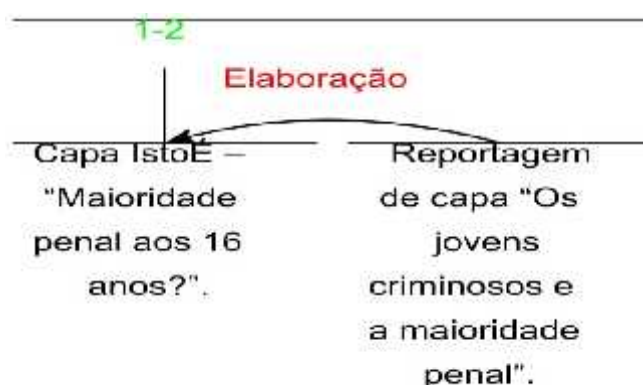 1-2
Elaboração
Capa IstoÉ –
"Maioridade
penal aos 16
anos?".
Reportagem
de capa "Os
jovens
criminosos e
a maioridade
penal".